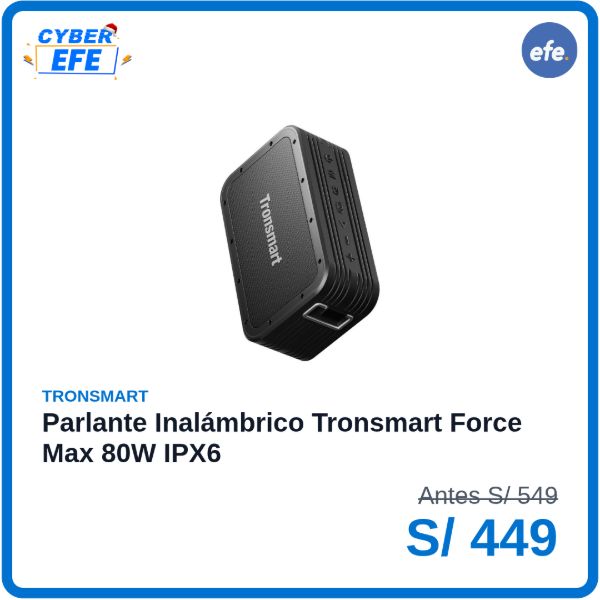 CYBER
EFE
efe.
Tronsmart
TRONSMART
Parlante Inalámbrico Tronsmart Force
Max 80W IPX6
Antes S/ 549
S/ 449